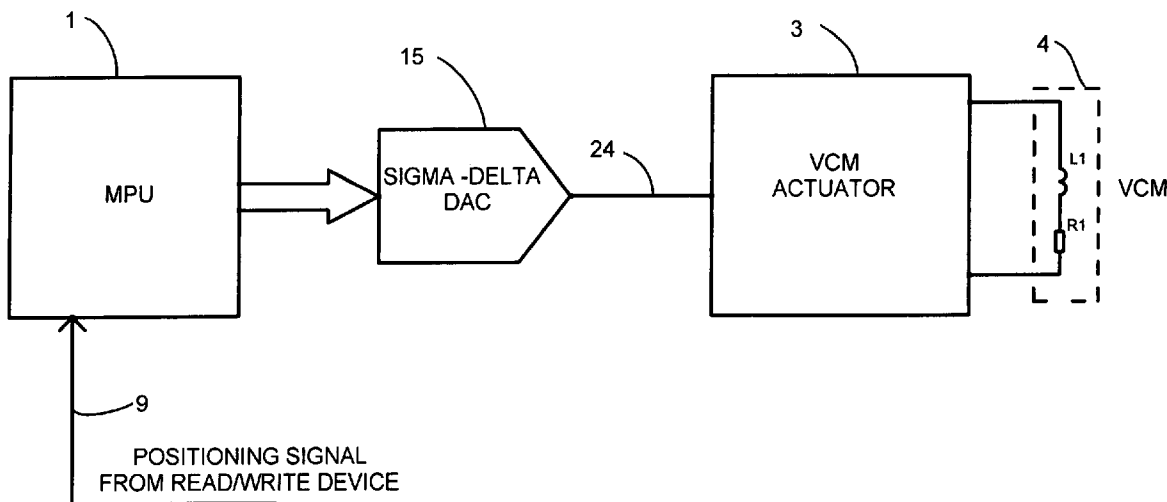 1
15
3
4
MPU
SIGMA -DELTA
DAC
24
VCM
ACTUATOR
L1
R1
VCM
9
POSITIONING SIGNAL
FROM READ/WRITE DEVICE